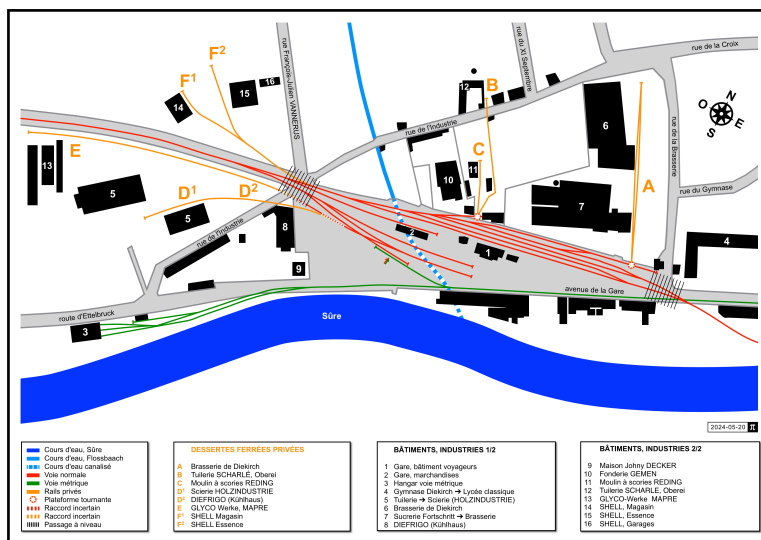 F²
F¹
16
15
14
rue François-Julien VANNERUS
rue du XI Septembre
rue de la Croix
12
B
rue de l'Industrie
6
N
O
E
S
rue de la Brasserie
E
13
5
D¹
D²
5
C
11
10
7
A
rue du Gymnase
rue de l'Industrie
8
2
1
4
9
avenue de la Gare
route d'Ettelbruck
3
Sûre
2024-05-20 π
Cours d'eau, Sûre
Cours d'eau, Flossbaach
Cours d'eau canalisé
Voie normale
Voie métrique
Rails privés
Plateforme tournante
Raccord incertain
Raccord incertain
Passage à niveau
DESSERTES FERRÉES PRIVÉES
A Brasserie de Diekirch
B Tuilerie SCHARLÉ, Oberei
C Moulin à scories REDING
D¹ Scierie HOLZINDUSTRIE
D² DIEFRIGO (Kühlhaus)
E GLYCO Werke, MAPRE
F¹ SHELL Magasin
F² SHELL Essence
BÂTIMENTS, INDUSTRIES 1/2
1 Gare, bâtiment voyageurs
2 Gare, marchandises
3 Hangar voie métrique
4 Gymnase Diekirch ➔ Lycée classique
5 Tuilerie ➔ Scierie (HOLZINDUSTRIE)
6 Brasserie de Diekirch
7 Sucrerie Fortschritt ➔ Brasserie
8 DIEFRIGO (Kühlhaus)
BÂTIMENTS, INDUSTRIES 2/2
9 Maison Johny DECKER
10 Fonderie GEMEN
11 Moulin à scories REDING
12 Tuilerie SCHARLÉ, Oberei
13 GLYCO-Werke MAPRE
14 SHELL, Magasin
15 SHELL, Essence
16 SHELL, Garages